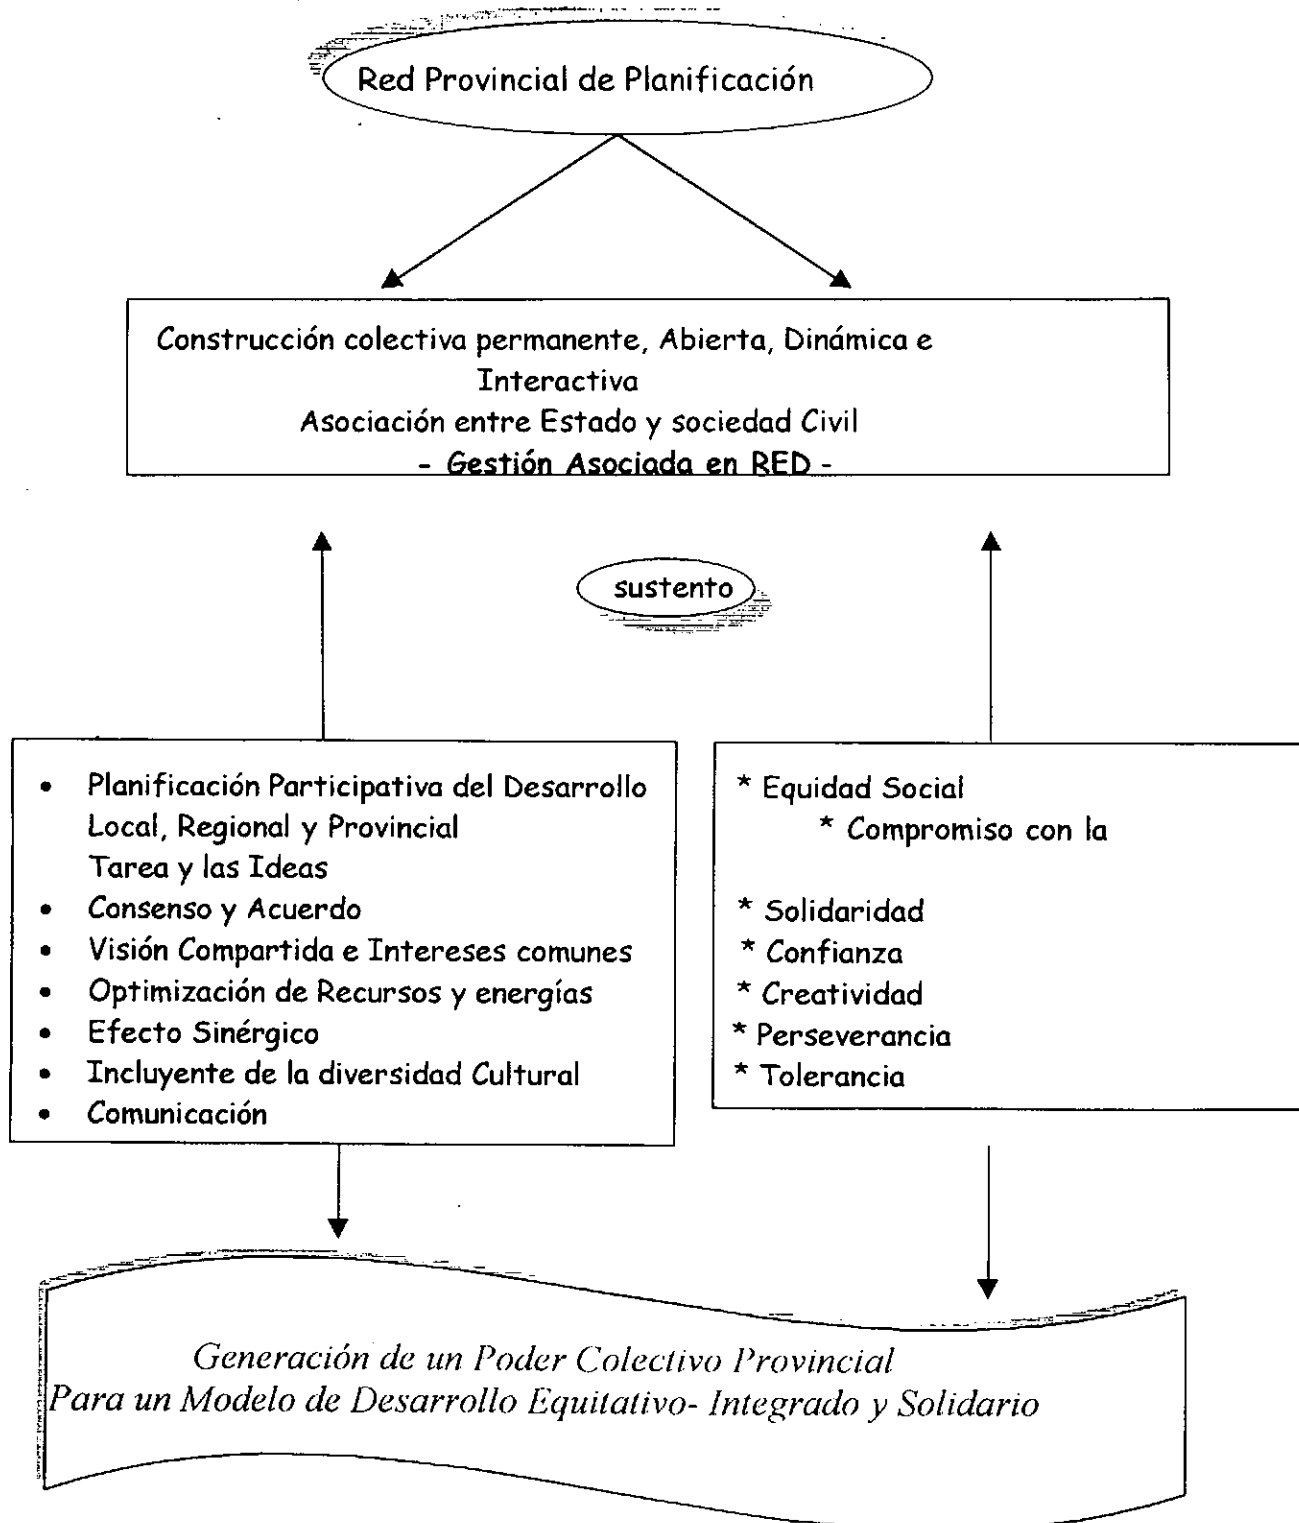 Red Provincial de Planificación
Construcción colectiva permanente, Abierta, Dinámica e
Interactiva
Asociación entre Estado y sociedad Civil
- Gestión Asociada en RED -
sustento
• Planificación Participativa del Desarrollo
Local, Regional y Provincial
Tarea y las Ideas
• Consenso y Acuerdo
• Visión Compartida e Intereses comunes
• Optimización de Recursos y energías
• Efecto Sinérgico
• Incluyente de la diversidad Cultural
• Comunicación
* Equidad Social
* Compromiso con la
* Solidaridad
* Confianza
* Creatividad
* Perseverancia
* Tolerancia
Generación de un Poder Colectivo Provincial
Para un Modelo de Desarrollo Equitativo- Integrado y Solidario